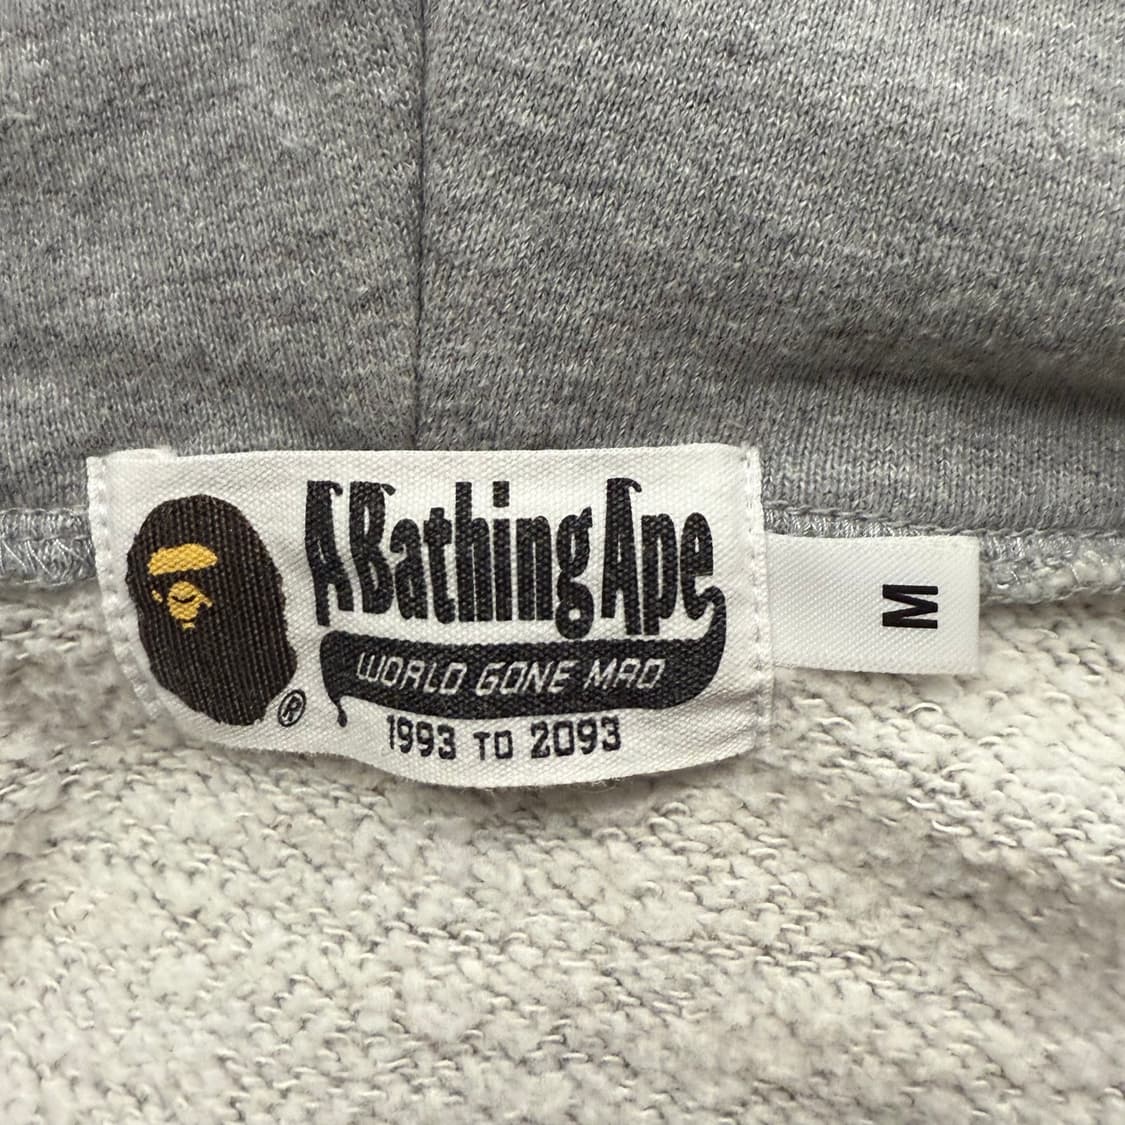 A Bathing Ape
WORLD GONE MAD
1993 TO 2093
®
M